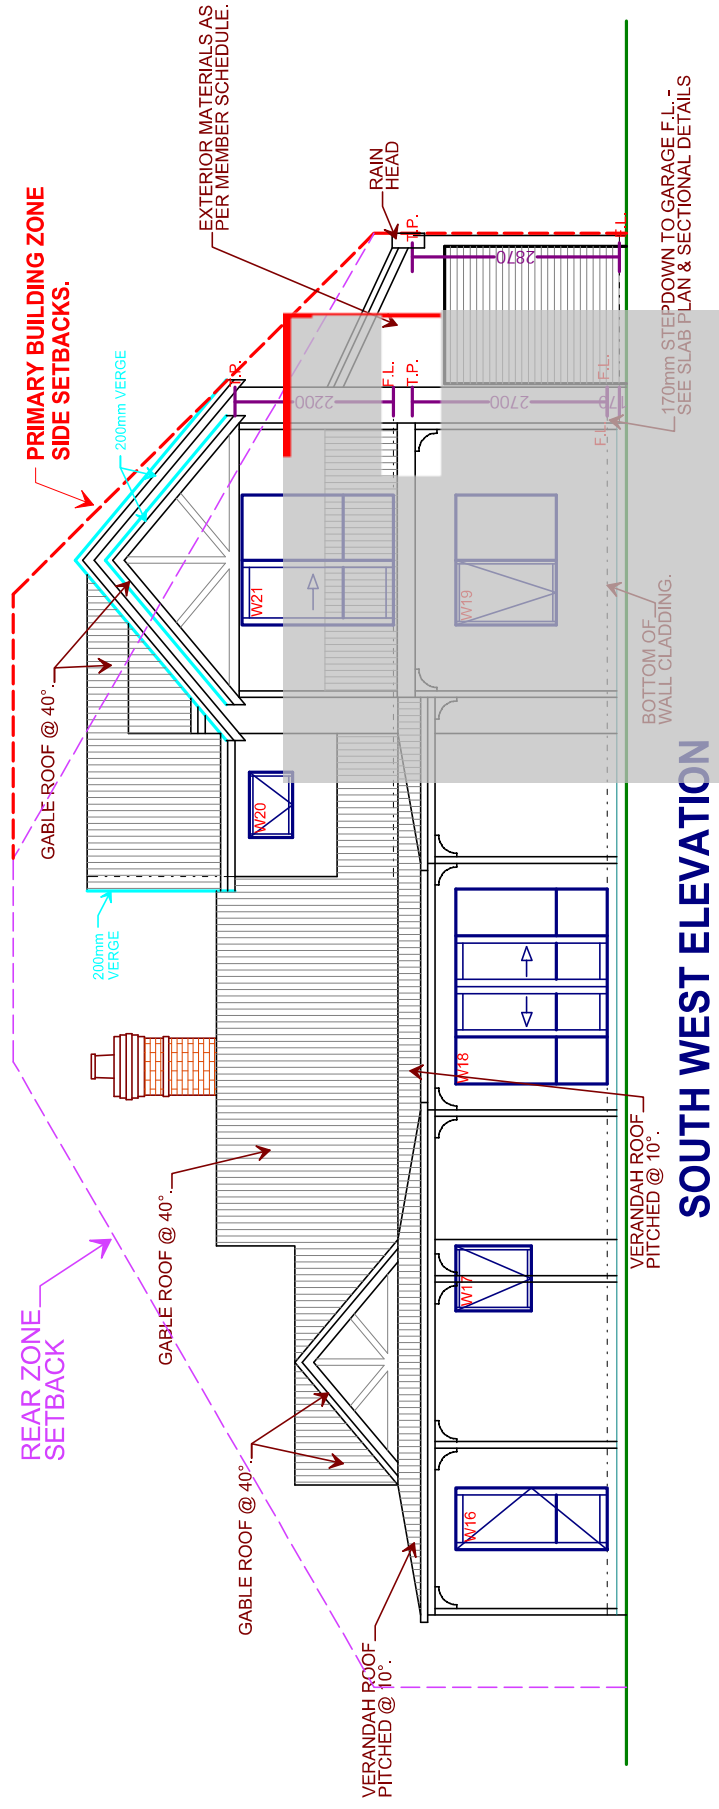 REAR ZONE
SETBACK
PRIMARY BUILDING ZONE
SIDE SETBACKS.
200mm VERGE
200mm
VERGE
GABLE ROOF @ 40°.
GABLE ROOF @ 40°.
GABLE ROOF @ 40°.
EXTERIOR MATERIALS AS
PER MEMBER SCHEDULE.
RAIN
HEAD
T.P.
2200
F.L.
T.P.
2700
F.L.
F.L.
T.P.
2870
F.L.
W16
W17
W18
W19
W20
W21
VERANDAH ROOF
PITCHED @ 10°.
VERANDAH ROOF
PITCHED @ 10°.
BOTTOM OF
WALL CLADDING.
170mm STEPDOWN TO GARAGE F.L. -
SEE SLAB PLAN & SECTIONAL DETAILS
SOUTH WEST ELEVATION